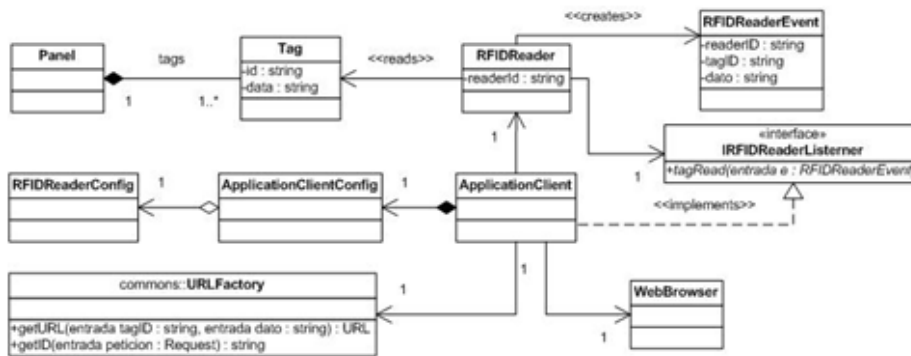 <<creates>>
RFIDReaderEvent
-readerID : string
-tagID : string
-dato : string
Panel
tags
Tag
-id : string
-data : string
<<reads>>
RFIDReader
-readerId : string
1
1..*
1
«interface»
IRFIDReaderListerner
+tagRead(entrada e : RFIDReaderEvent
1
RFIDReaderConfig
1
ApplicationClientConfig
1
ApplicationClient
<<implements>>
1
1
commons::URLFactory
+getURL(entrada tagID : string, entrada dato : string) : URL
+getID(entrada peticion : Request) : string
WebBrowser
1